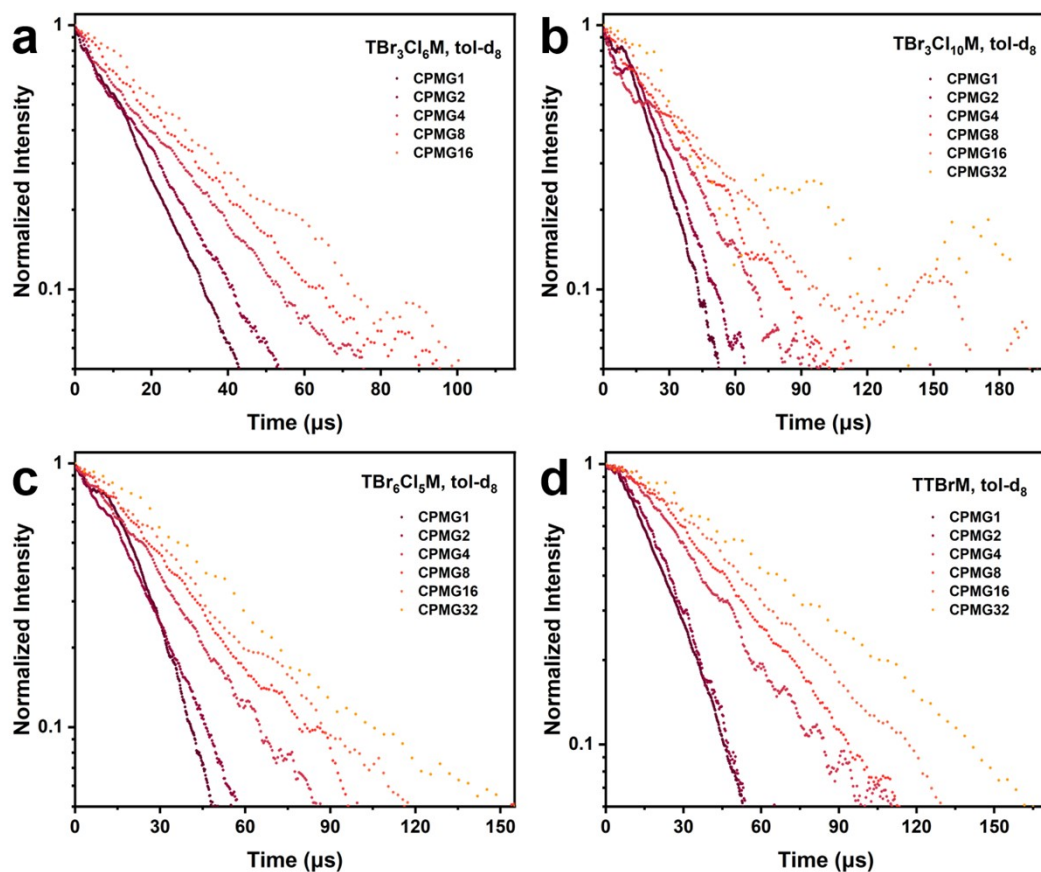 a
TBr₃Cl₆M, tol-d₈
CPMG1
CPMG2
CPMG4
CPMG8
CPMG16
1
0.1
Normalized Intensity
0 20 40 60 80 100
Time (μs)
b
TBr₃Cl₁₀M, tol-d₈
CPMG1
CPMG2
CPMG4
CPMG8
CPMG16
CPMG32
1
0.1
Normalized Intensity
0 30 60 90 120 150 180
Time (μs)
c
TBr₆Cl₅M, tol-d₈
CPMG1
CPMG2
CPMG4
CPMG8
CPMG16
CPMG32
1
0.1
Normalized Intensity
0 30 60 90 120 150
Time (μs)
d
TTBrM, tol-d₈
CPMG1
CPMG2
CPMG4
CPMG8
CPMG16
CPMG32
1
0.1
Normalized Intensity
0 30 60 90 120 150
Time (μs)